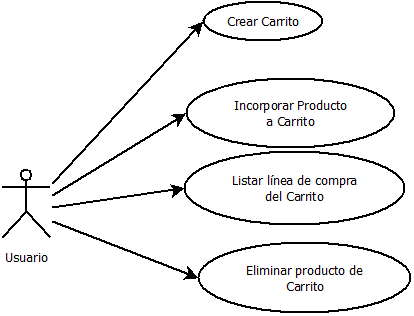 Crear Carrito
Incorporar Producto
a Carrito
Listar línea de compra
del Carrito
Usuario
Eliminar producto de
Carrito